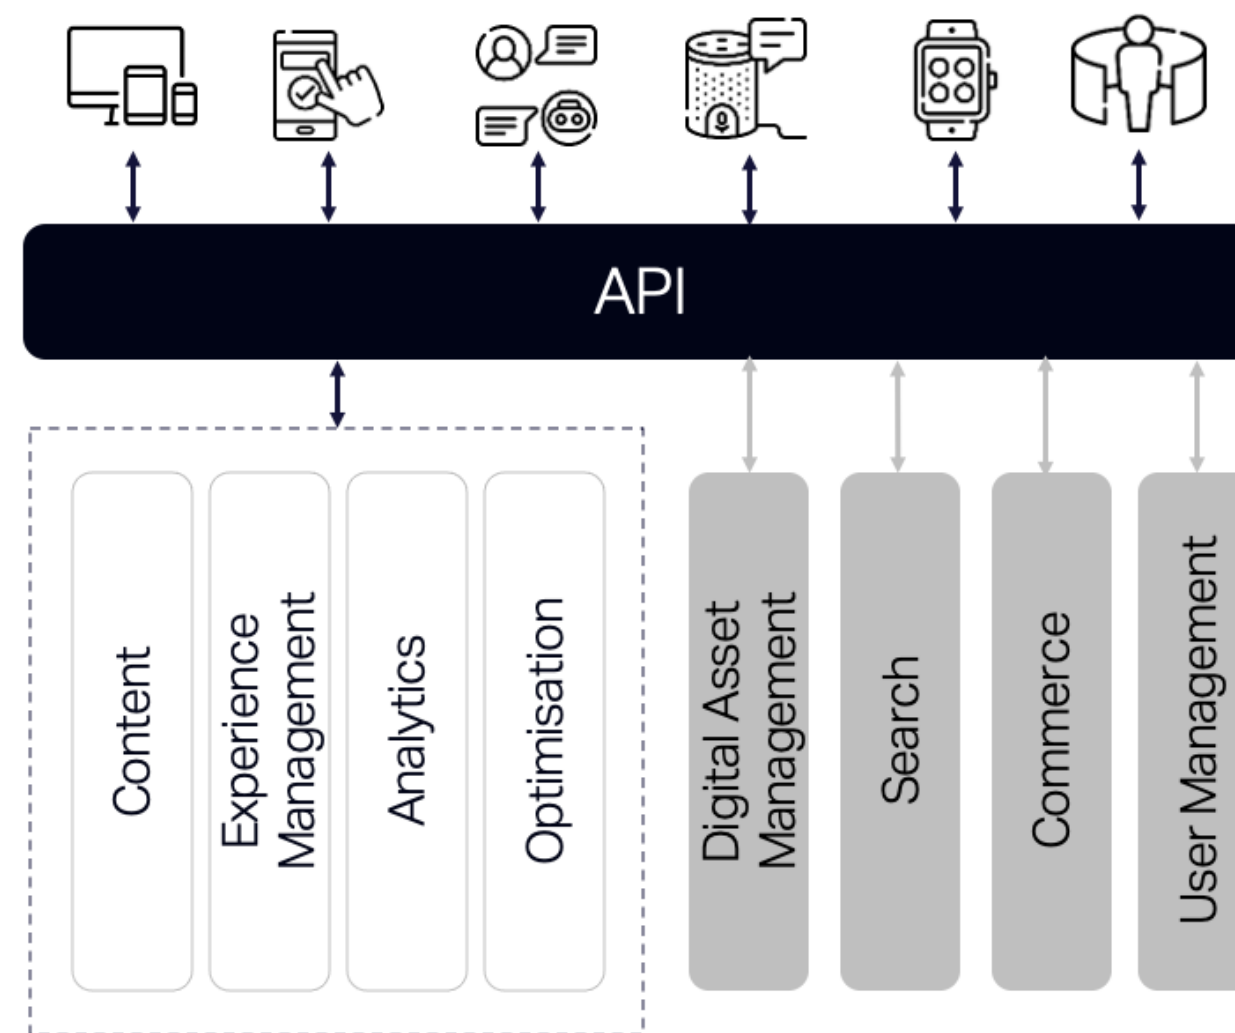 API
Content
Experience
Management
Analytics
Optimisation
Digital Asset
Management
Search
Commerce
User Management